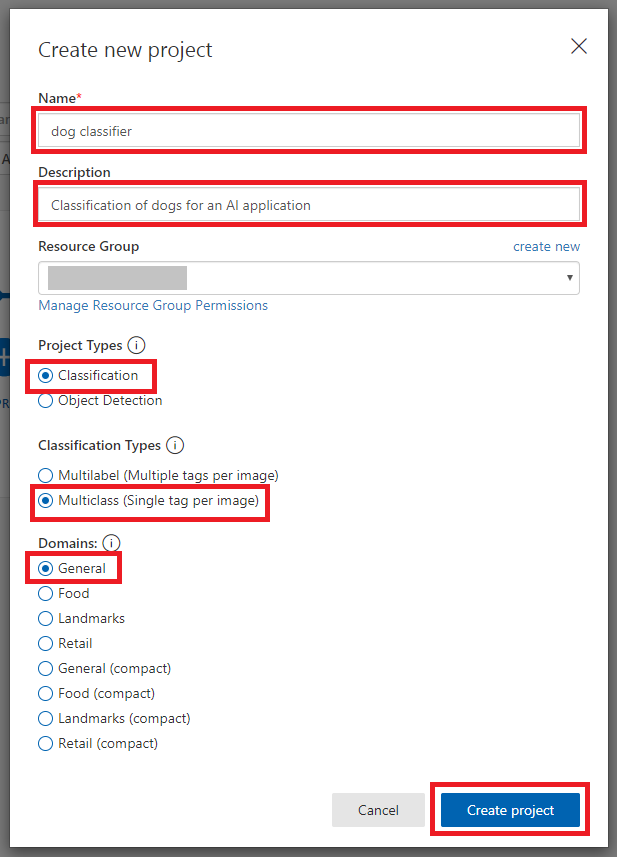 Create new project
Name*
dog classifier
Description
Classification of dogs for an AI application
Resource Group create new
Manage Resource Group Permissions
Project Types i
Classification
Object Detection
Classification Types i
Multilabel (Multiple tags per image)
Multiclass (Single tag per image)
Domains: i
General
Food
Landmarks
Retail
General (compact)
Food (compact)
Landmarks (compact)
Retail (compact)
Cancel Create project